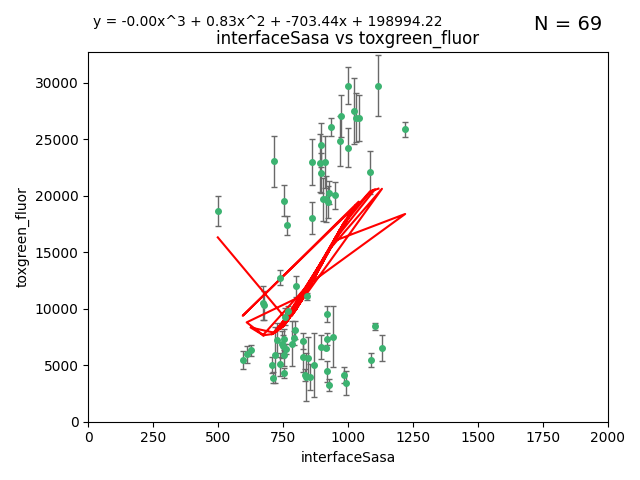 y = -0.00x^3 + 0.83x^2 + -703.44x + 198994.22
N = 69
interfaceSasa vs toxgreen_fluor
30000
25000
20000
15000
10000
5000
0
toxgreen_fluor
0 250 500 750 1000 1250 1500 1750 2000
interfaceSasa